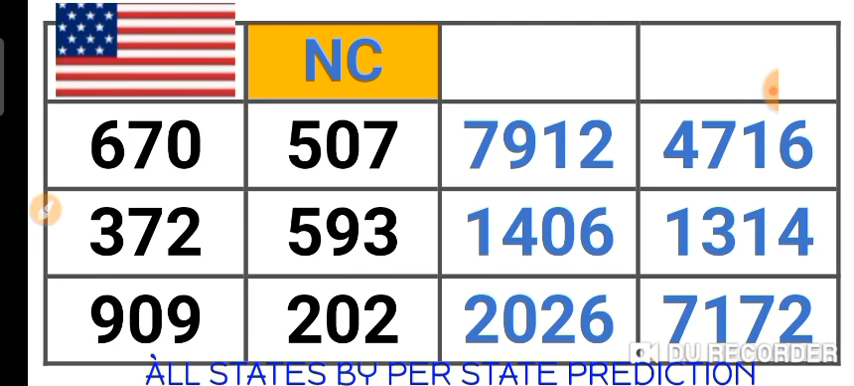 NC
670 507 7912 4716
372 593 1406 1314
909 202 2026 7172
DU RECORDER
ÀLL STATES BY PER STATE PREDICTION